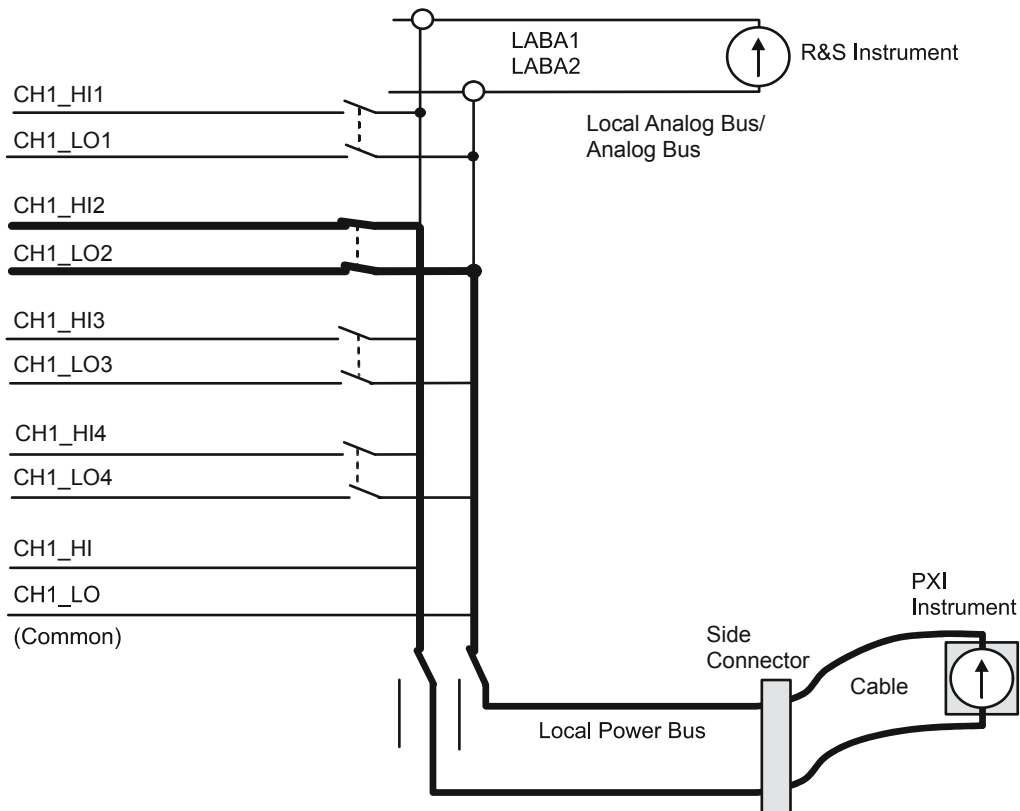 LABA1
LABA2
R&S Instrument
Local Analog Bus/
Analog Bus
CH1_HI1
CH1_LO1
CH1_HI2
CH1_LO2
CH1_HI3
CH1_LO3
CH1_HI4
CH1_LO4
CH1_HI
CH1_LO
(Common)
PXI
Instrument
Side
Connector
Cable
Local Power Bus